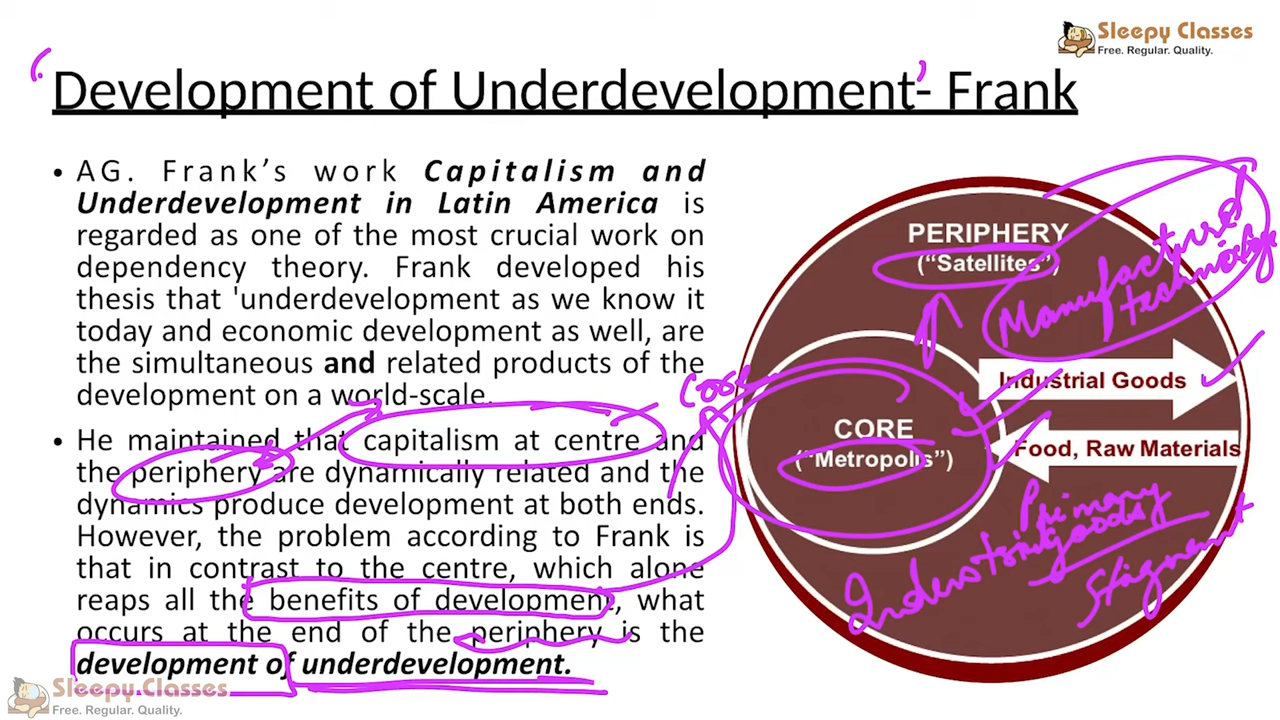 Sleepy Classes
Free. Regular. Quality.
Development of Underdevelopment'- Frank
• AG. Frank's work Capitalism and
Underdevelopment in Latin America is
regarded as one of the most crucial work on
dependency theory. Frank developed his
thesis that 'underdevelopment as we know it
today and economic development as well, are
the simultaneous and related products of the
development on a world-scale.
• He maintained that capitalism at centre and
the periphery are dynamically related and the
dynamics produce development at both ends.
However, the problem according to Frank is
that in contrast to the centre, which alone
reaps all the benefits of development, what
occurs at the end of the periphery is the
development of underdevelopment.
PERIPHERY
("Satellites")
Manufactured
technology
Industrial Goods
CORE
("Metropolis")
Food, Raw Materials
Primary
goods
Sleepy Classes
Free. Regular. Quality.